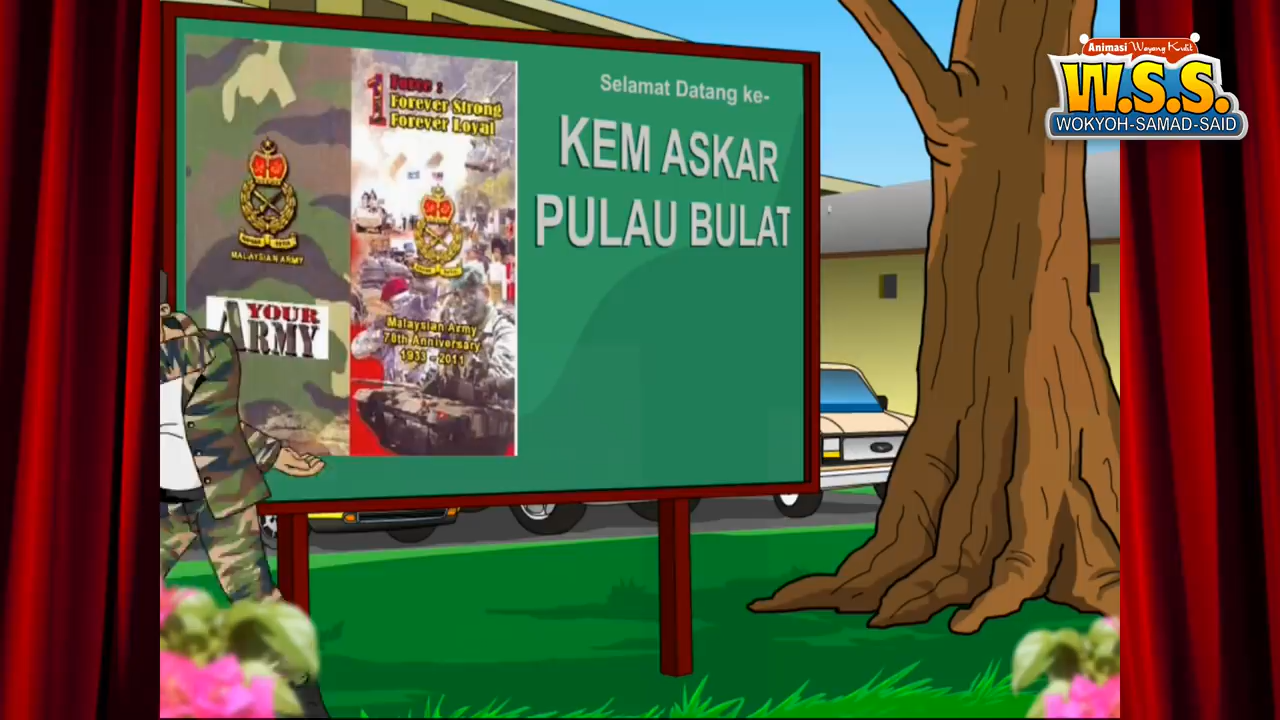 Animasi Wayang Kulit
W.S.S.
WOKYOH-SAMAD-SAID
Selamat Datang ke-
KEM ASKAR
PULAU BULAT
MALAYSIAN ARMY
YOUR
ARMY
1 Force :
Forever Strong
Forever Loyal
Malaysian Army
78th Anniversary
1933 - 2011